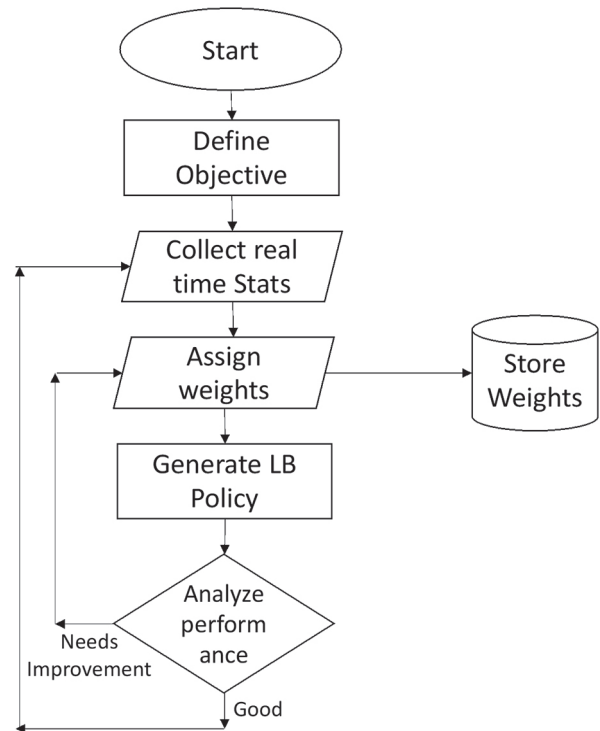 Start
Define
Objective
Collect real
time Stats
Assign
weights
Store
Weights
Generate LB
Policy
Analyze
perform
ance
Needs
Improvement
Good